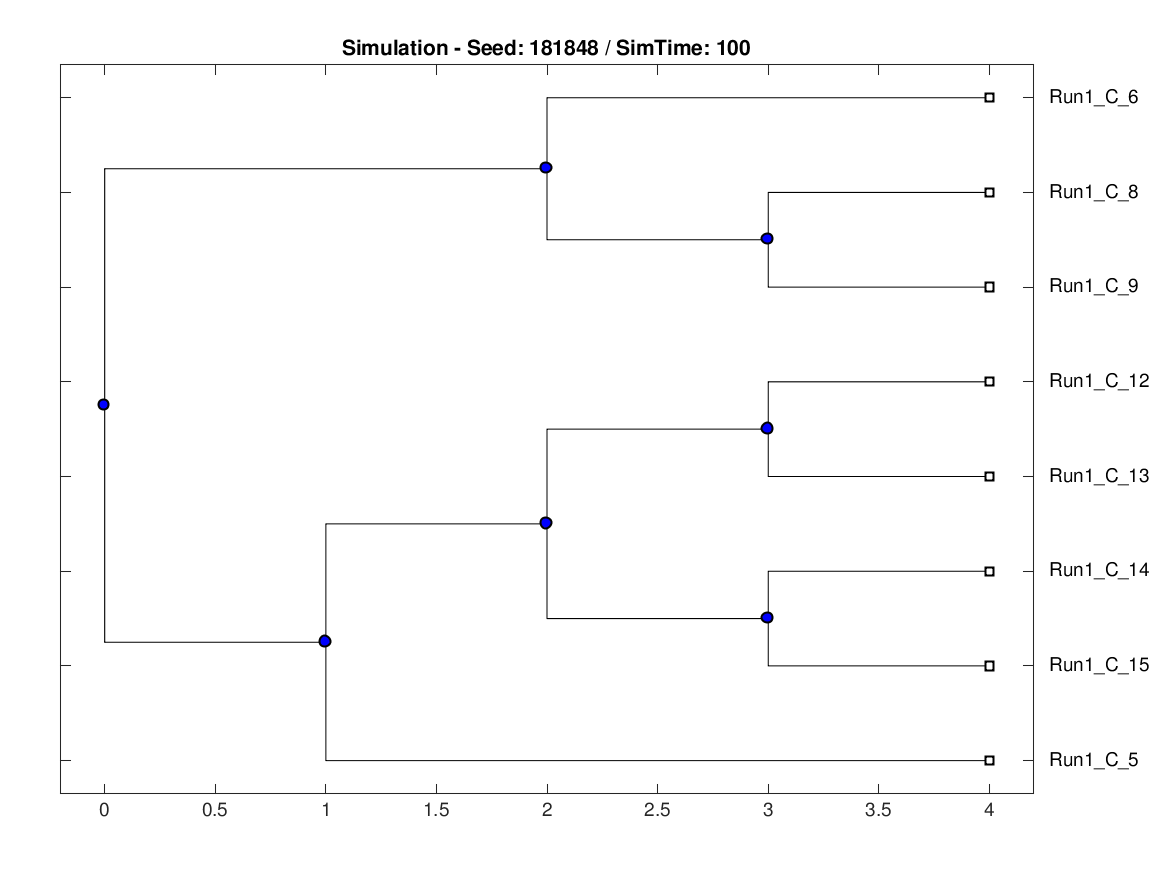 Simulation - Seed: 181848 / SimTime: 100
Run1_C_6
Run1_C_8
Run1_C_9
Run1_C_12
Run1_C_13
Run1_C_14
Run1_C_15
Run1_C_5
0 0.5 1 1.5 2 2.5 3 3.5 4